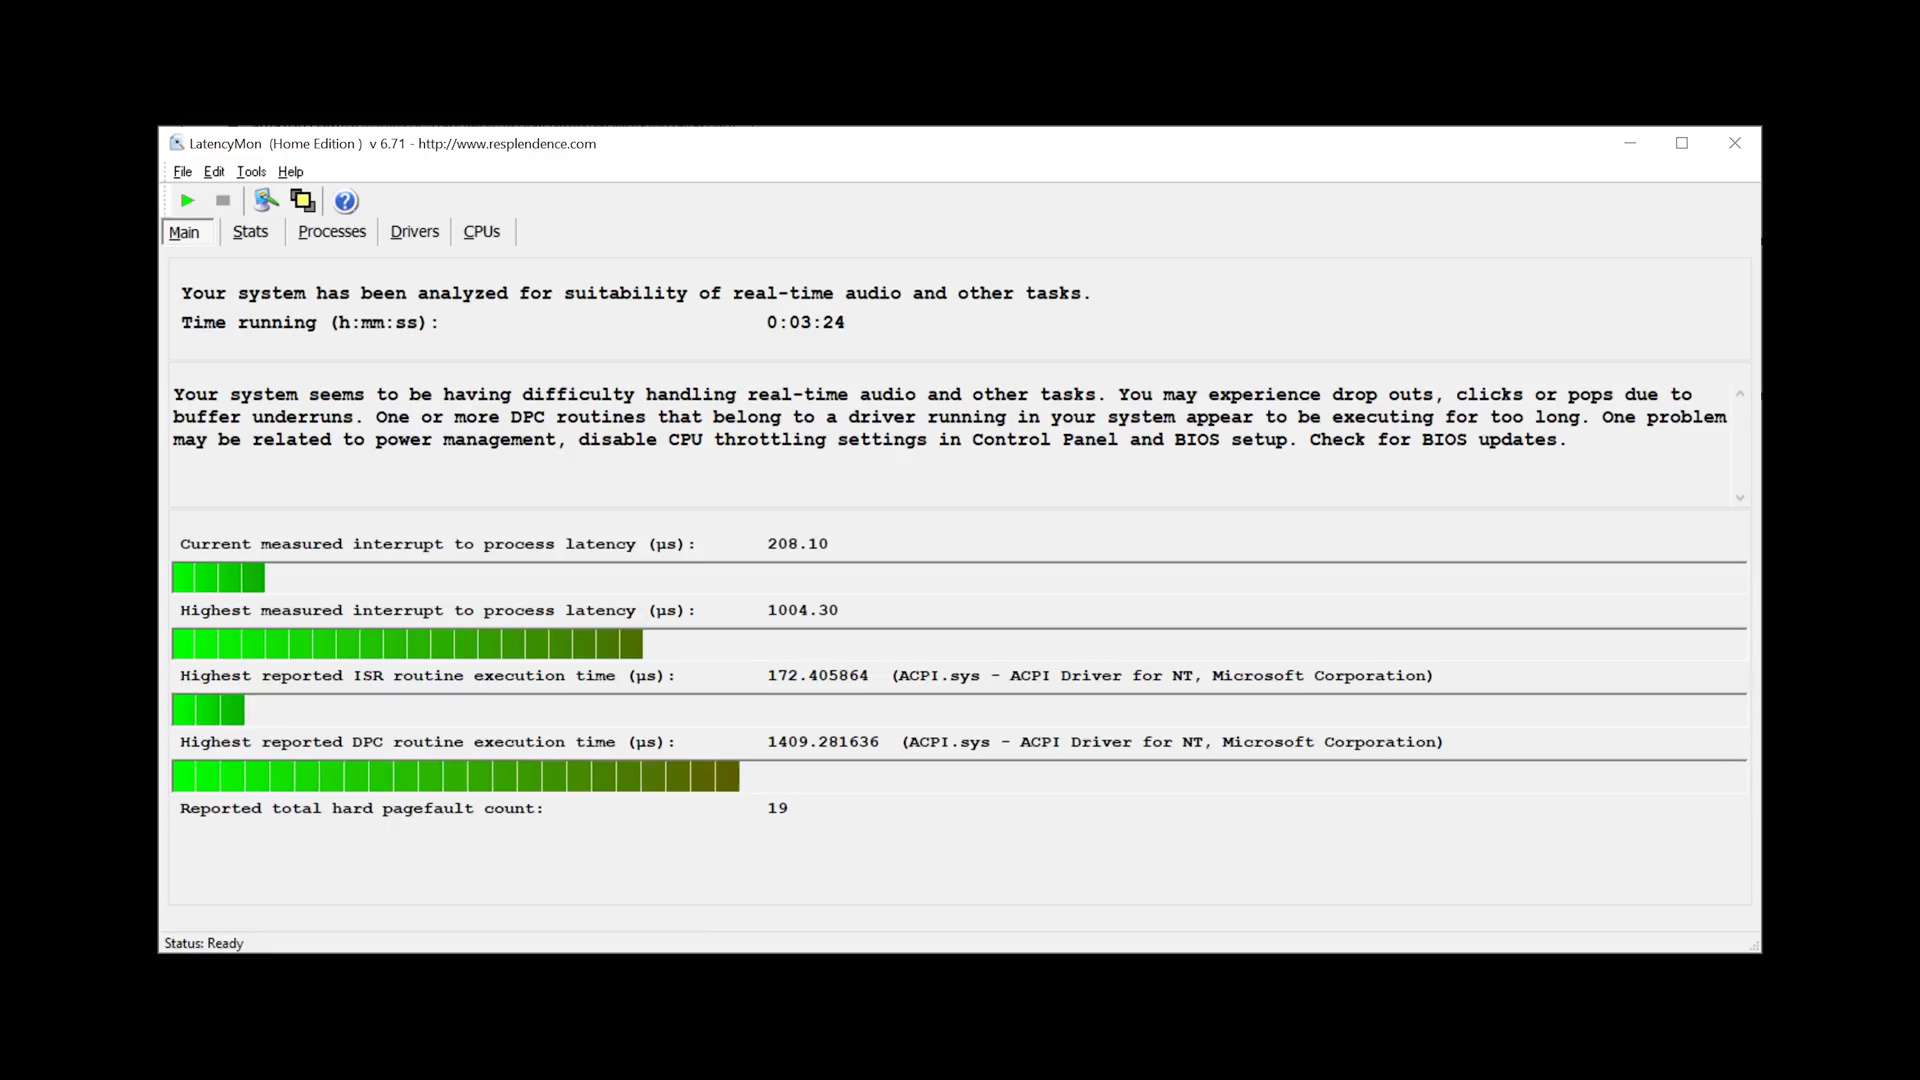 LatencyMon (Home Edition ) v 6.71 - http://www.resplendence.com
File Edit Tools Help
Main Stats Processes Drivers CPUs
Your system has been analyzed for suitability of real-time audio and other tasks.
Time running (h:mm:ss): 0:03:24
Your system seems to be having difficulty handling real-time audio and other tasks. You may experience drop outs, clicks or pops due to
buffer underruns. One or more DPC routines that belong to a driver running in your system appear to be executing for too long. One problem
may be related to power management, disable CPU throttling settings in Control Panel and BIOS setup. Check for BIOS updates.
Current measured interrupt to process latency (µs): 208.10
Highest measured interrupt to process latency (µs): 1004.30
Highest reported ISR routine execution time (µs): 172.405864 (ACPI.sys - ACPI Driver for NT, Microsoft Corporation)
Highest reported DPC routine execution time (µs): 1409.281636 (ACPI.sys - ACPI Driver for NT, Microsoft Corporation)
Reported total hard pagefault count: 19
Status: Ready